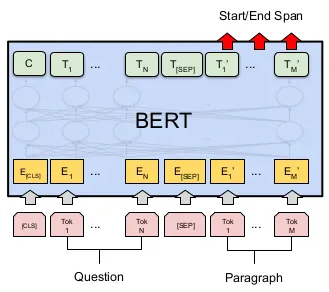 Start/End Span
C T1 ... TN T[SEP] T1' ... TM'
BERT
E[CLS] E1 ... EN E[SEP] E1' ... EM'
[CLS] Tok 1 ... Tok N [SEP] Tok 1 ... Tok M
Question Paragraph